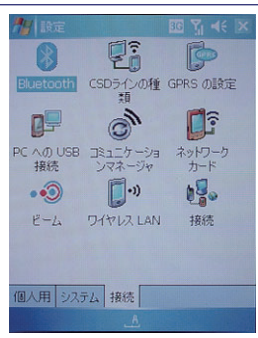 設定
3G
Bluetooth
CSDラインの種
類
GPRS の設定
GPRS
PC への USB
接続
コミュニケーショ
ンマネージャ
ネットワーク
カード
ビーム
ワイヤレス LAN
接続
個人用
システム
接続
A